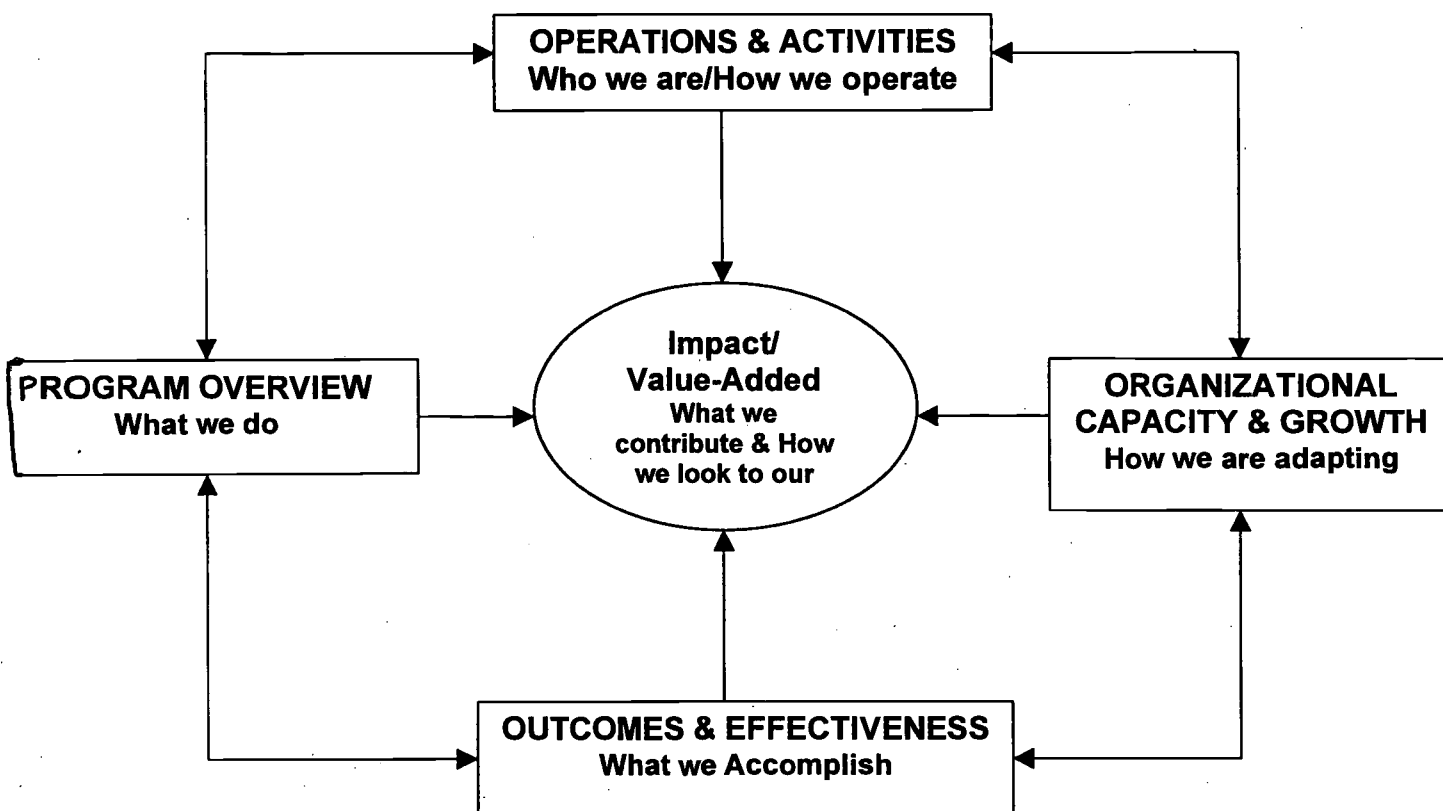 OPERATIONS & ACTIVITIES
Who we are/How we operate
Impact/
Value-Added
What we
contribute & How
we look to our
PROGRAM OVERVIEW
What we do
ORGANIZATIONAL
CAPACITY & GROWTH
How we are adapting
OUTCOMES & EFFECTIVENESS
What we Accomplish